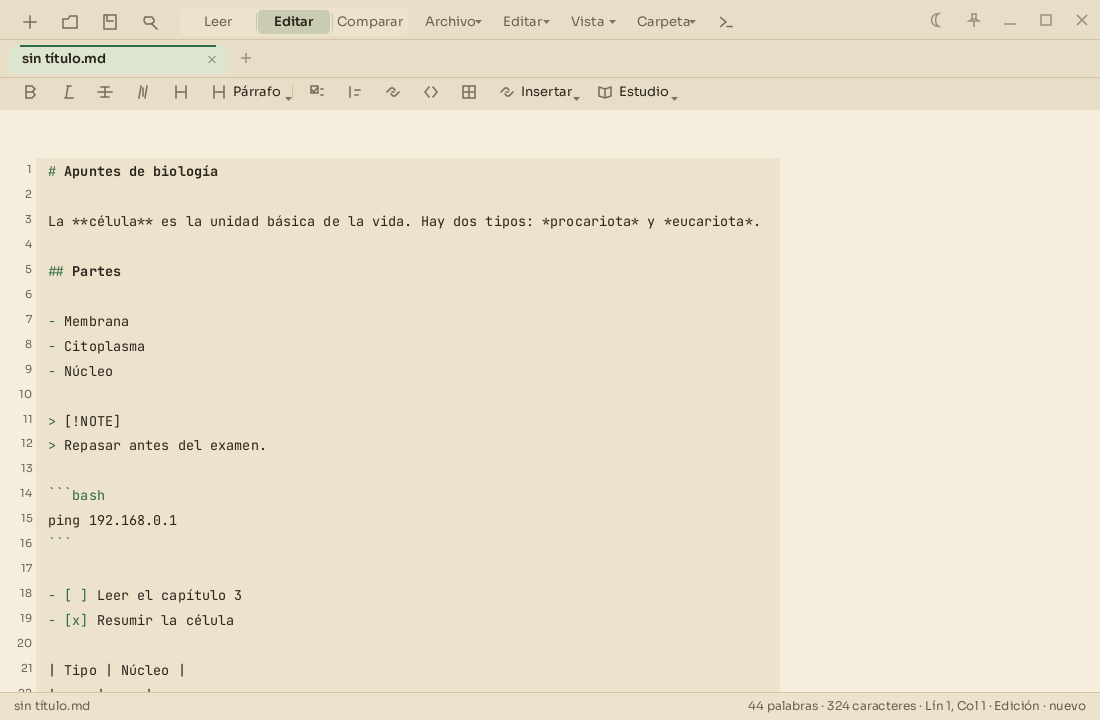 Leer Editar Comparar Archivo Editar Vista Carpeta
sin título.md
Párrafo Insertar Estudio
1 # Apuntes de biología
2
3 La **célula** es la unidad básica de la vida. Hay dos tipos: *procariota* y *eucariota*.
4
5 ## Partes
6
7 - Membrana
8 - Citoplasma
9 - Núcleo
10
11 > [!NOTE]
12 > Repasar antes del examen.
13
14 ```bash
15 ping 192.168.0.1
16 ```
17
18 - [ ] Leer el capítulo 3
19 - [x] Resumir la célula
20
21 | Tipo | Núcleo |
sin título.md 44 palabras · 324 caracteres · Lín 1, Col 1 · Edición · nuevo